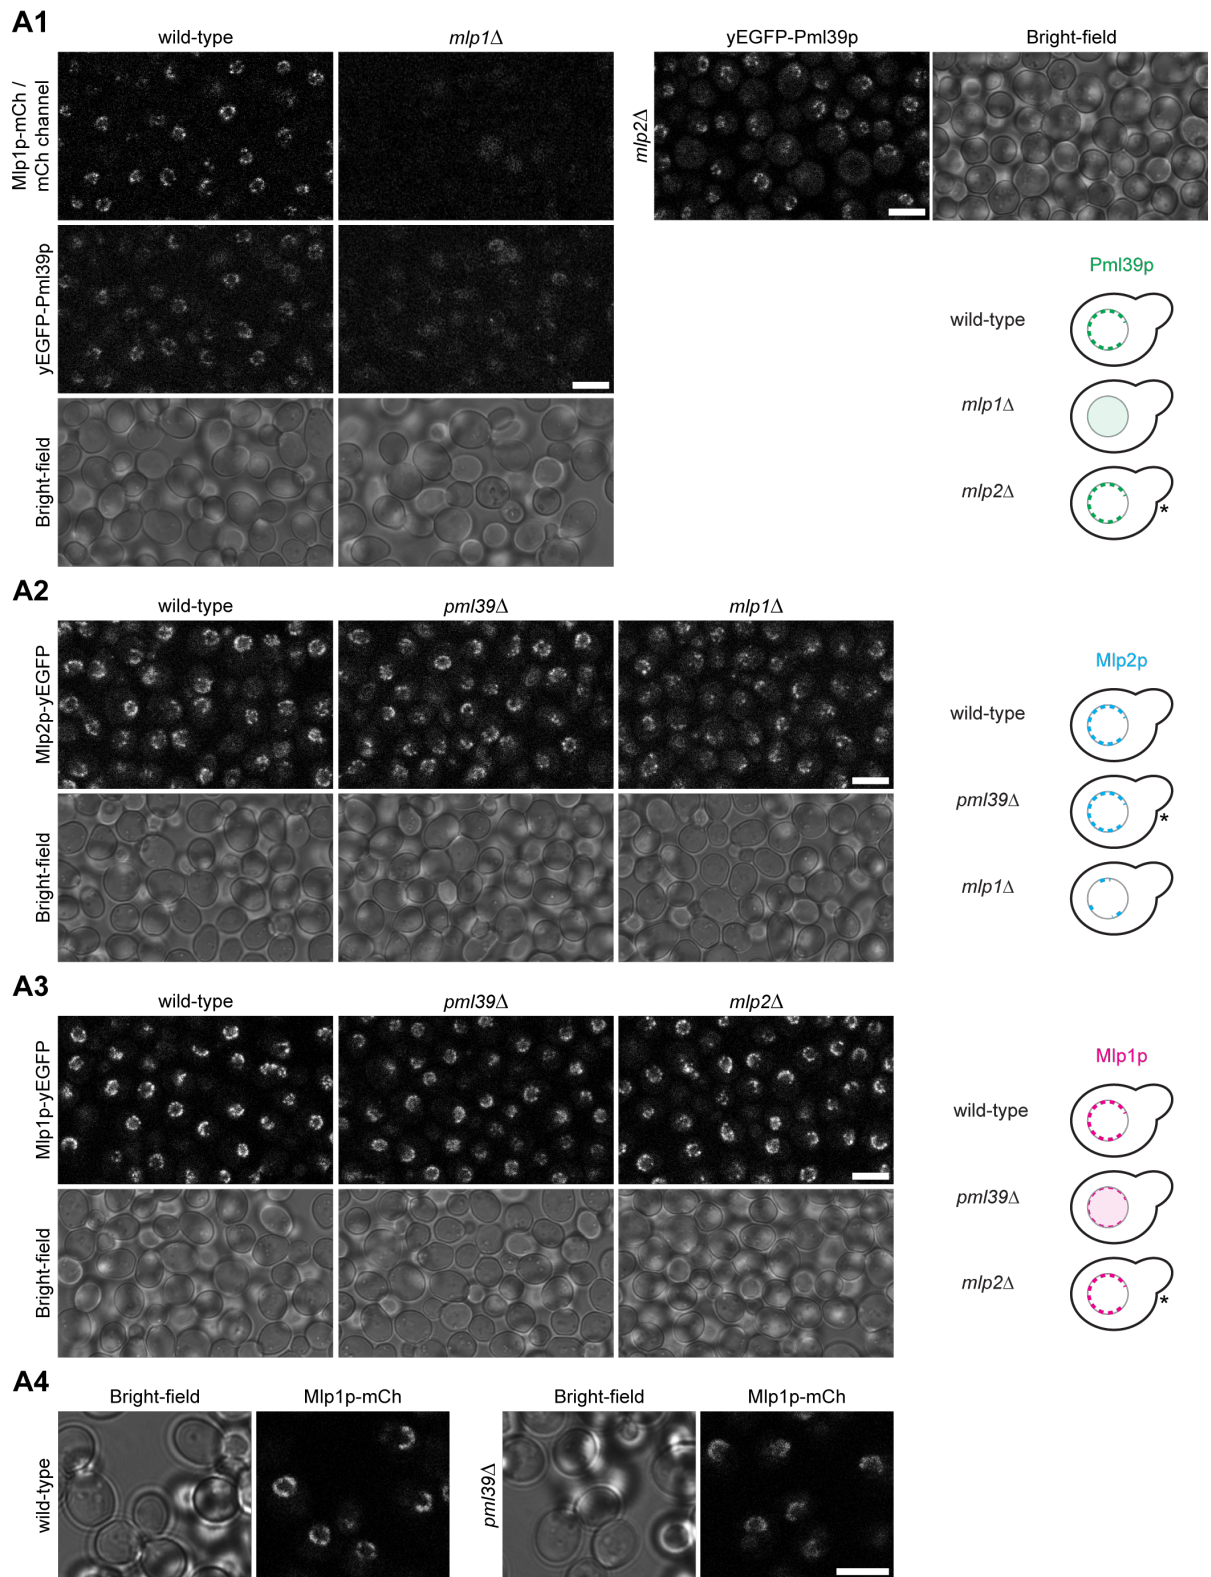 A1
wild-type
mlp1Δ
yEGFP-Pml39p
Bright-field
Mlp1p-mCh /
mCh channel
mlp2Δ
yEGFP-Pml39p
Bright-field
Pml39p
wild-type
mlp1Δ
mlp2Δ
*
A2
wild-type
pml39Δ
mlp1Δ
Mlp2p-yEGFP
Bright-field
Mlp2p
wild-type
pml39Δ
*
mlp1Δ
A3
wild-type
pml39Δ
mlp2Δ
Mlp1p-yEGFP
Bright-field
Mlp1p
wild-type
pml39Δ
mlp2Δ
*
A4
Bright-field
Mlp1p-mCh
Bright-field
Mlp1p-mCh
wild-type
pml39Δ